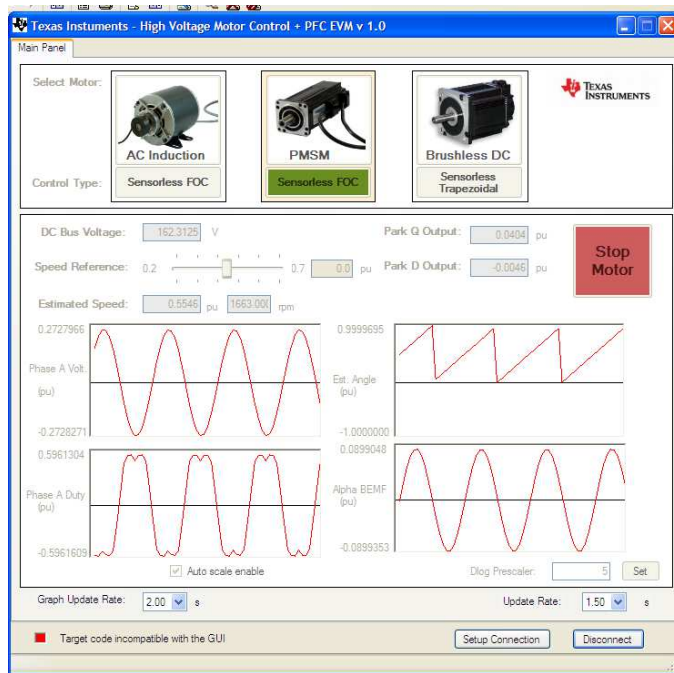 Texas Instruments - High Voltage Motor Control + PFC EVM v 1.0
Main Panel
Select Motor:
AC Induction
PMSM
Brushless DC
TEXAS
INSTRUMENTS
Control Type:
Sensorless FOC
Sensorless FOC
Sensorless
Trapezoidal
DC Bus Voltage: 162.3125 V
Park Q Output: 0.0404 pu
Stop
Motor
Speed Reference: 0.2 0.7 0.0 pu
Park D Output: -0.0046 pu
Estimated Speed: 0.5546 pu 1663.000 rpm
0.2727966
Phase A Volt.
(pu)
-0.2728271
0.9999695
Est. Angle
(pu)
-1.0000000
0.5961304
Phase A Duty
(pu)
-0.5961609
0.0899048
Alpha BEMF
(pu)
-0.0899353
Auto scale enable
Dlog Prescaler: 5 Set
Graph Update Rate: 2.00 s
Update Rate: 1.50 s
Target code incompatible with the GUI
Setup Connection
Disconnect